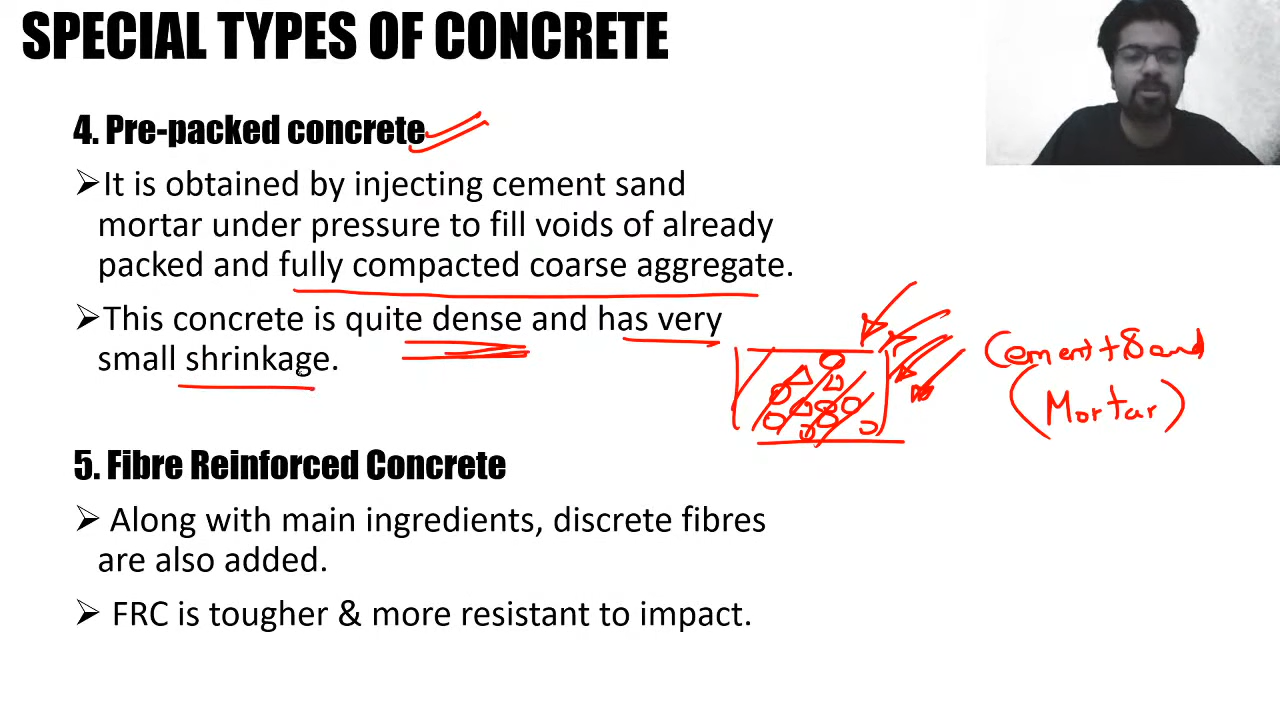 SPECIAL TYPES OF CONCRETE
4. Pre-packed concrete
➢It is obtained by injecting cement sand
mortar under pressure to fill voids of already
packed and fully compacted coarse aggregate.
➢This concrete is quite dense and has very
small shrinkage.
Cement + Sand
(Mortar)
5. Fibre Reinforced Concrete
➢ Along with main ingredients, discrete fibres
are also added.
➢ FRC is tougher & more resistant to impact.